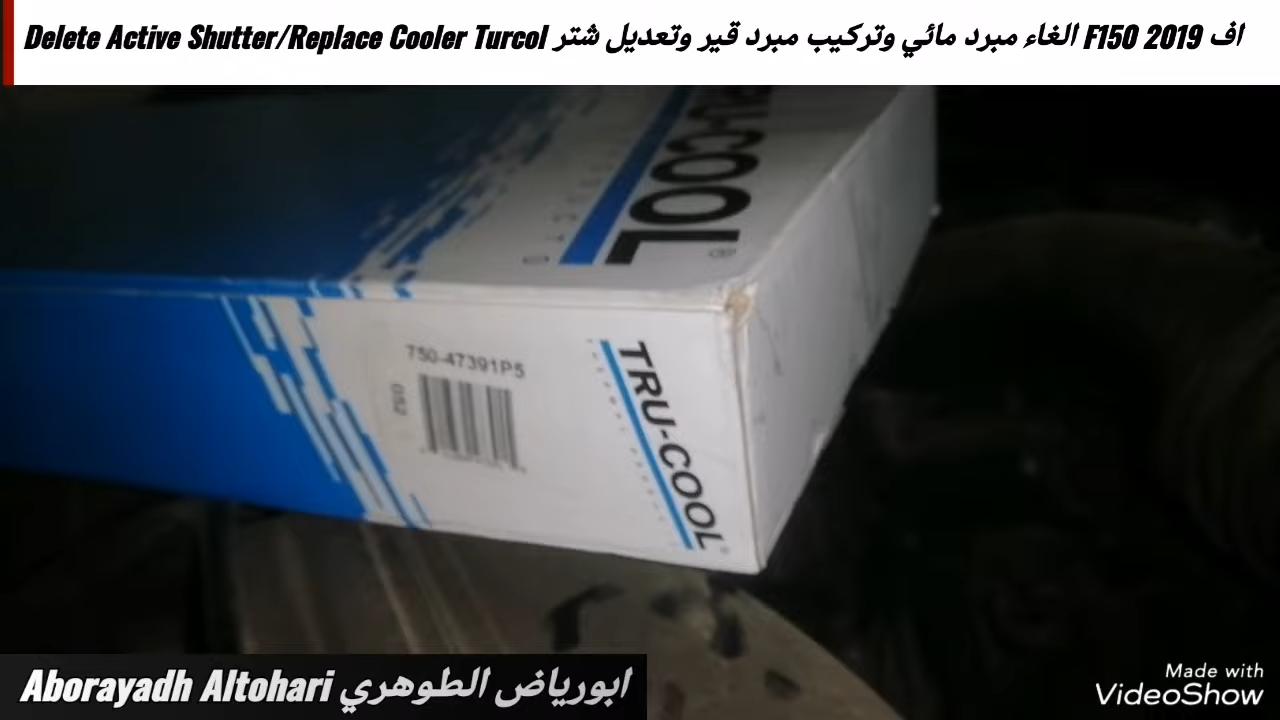 اف F150 2019 الغاء مبرد مائي وتركيب مبرد قير وتعديل شتر Delete Active Shutter/Replace Cooler Turcol
COOL®
750-47391P5
052
TRU-COOL®
Aborayadh Altohari ابورياض الطوهري
Made with
VideoShow